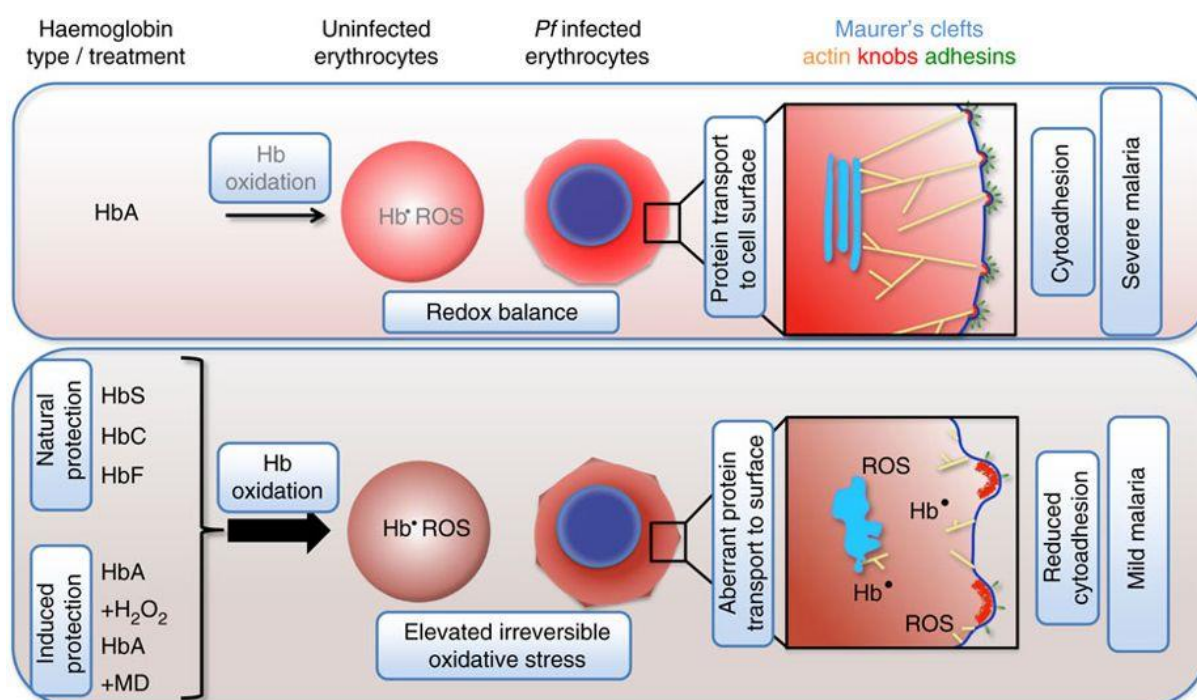 Haemoglobin
type / treatment
Uninfected
erythrocytes
Pf infected
erythrocytes
Maurer's clefts
actin knobs adhesins
HbA
Hb
oxidation
Hb• ROS
Redox balance
Protein transport
to cell surface
Cytoadhesion
Severe malaria
Natural
protection
HbS
HbC
HbF
Induced
protection
HbA
+H₂O₂
HbA
+MD
Hb
oxidation
Hb• ROS
Elevated irreversible
oxidative stress
Aberrant protein
transport to surface
ROS
Hb•
Hb•
ROS
Reduced
cytoadhesion
Mild malaria